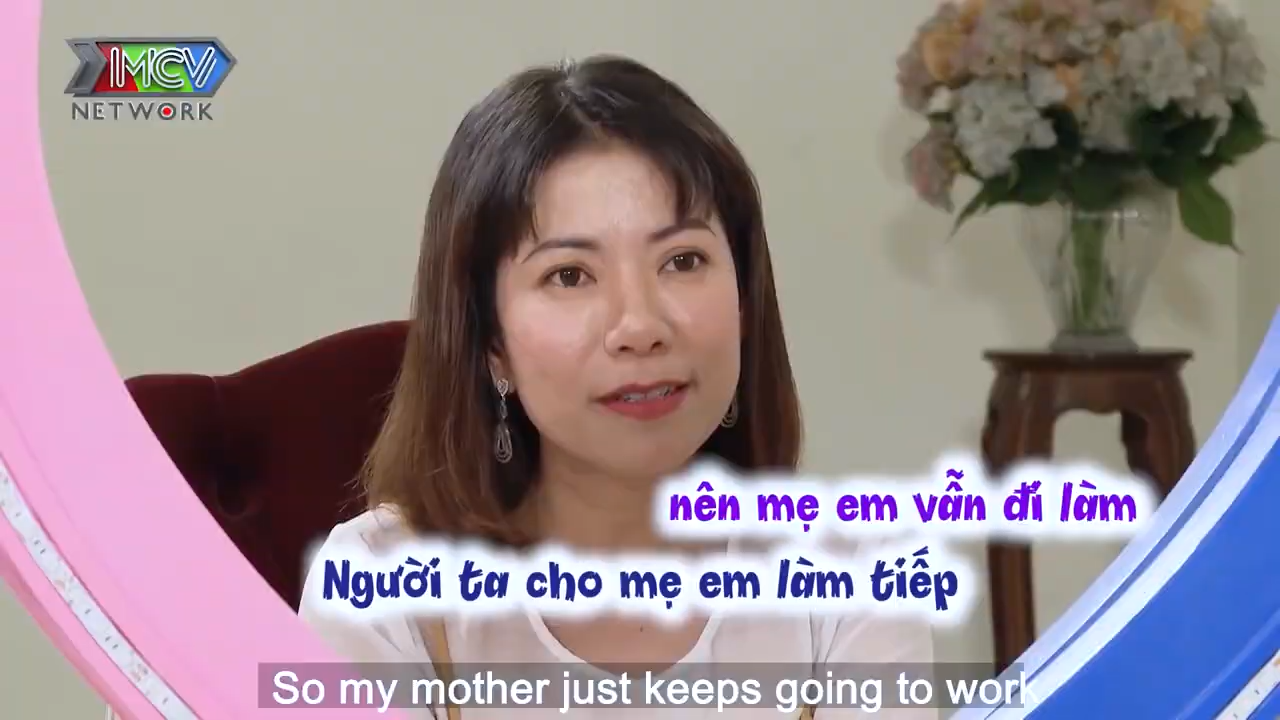 MCV
NETWORK
nên mẹ em vẫn đi làm
Người ta cho mẹ em làm tiếp
So my mother just keeps going to work